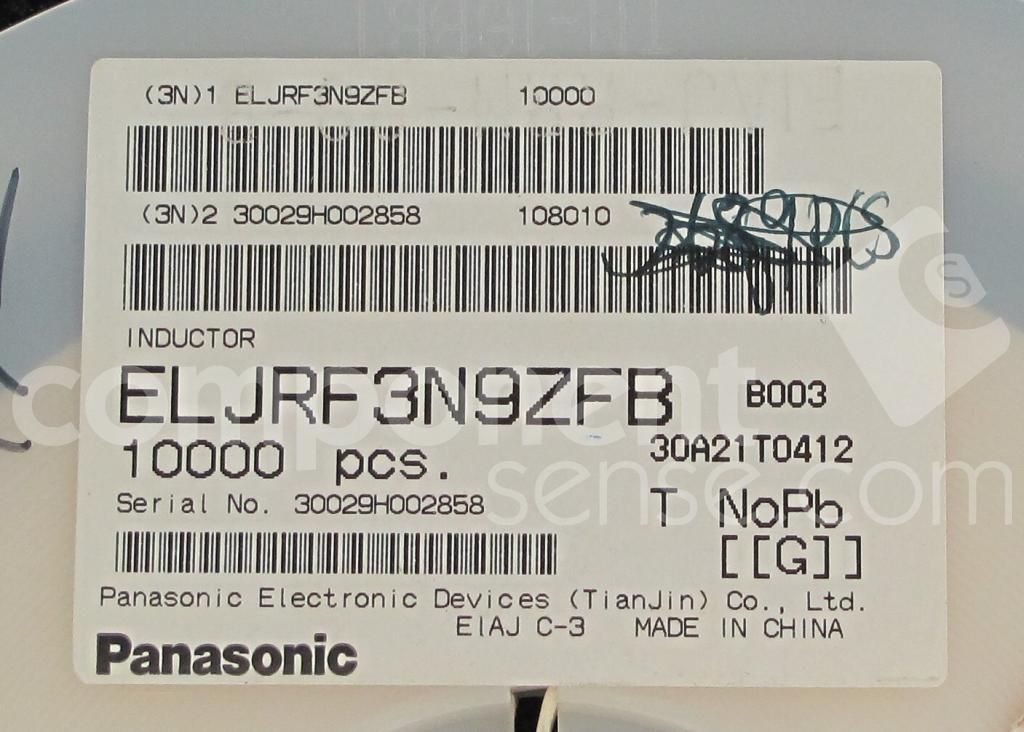 (3N)1 ELJRF3N9ZFB 10000
(3N)2 30029H002858 108010
INDUCTOR
ELJRF3N9ZFB B003
10000 pcs. 30A21T0412
Serial No. 30029H002858 T NoPb
[[G]]
Panasonic Electronic Devices (TianJin) Co., Ltd.
EIAJ C-3 MADE IN CHINA
Panasonic
component
sense.com